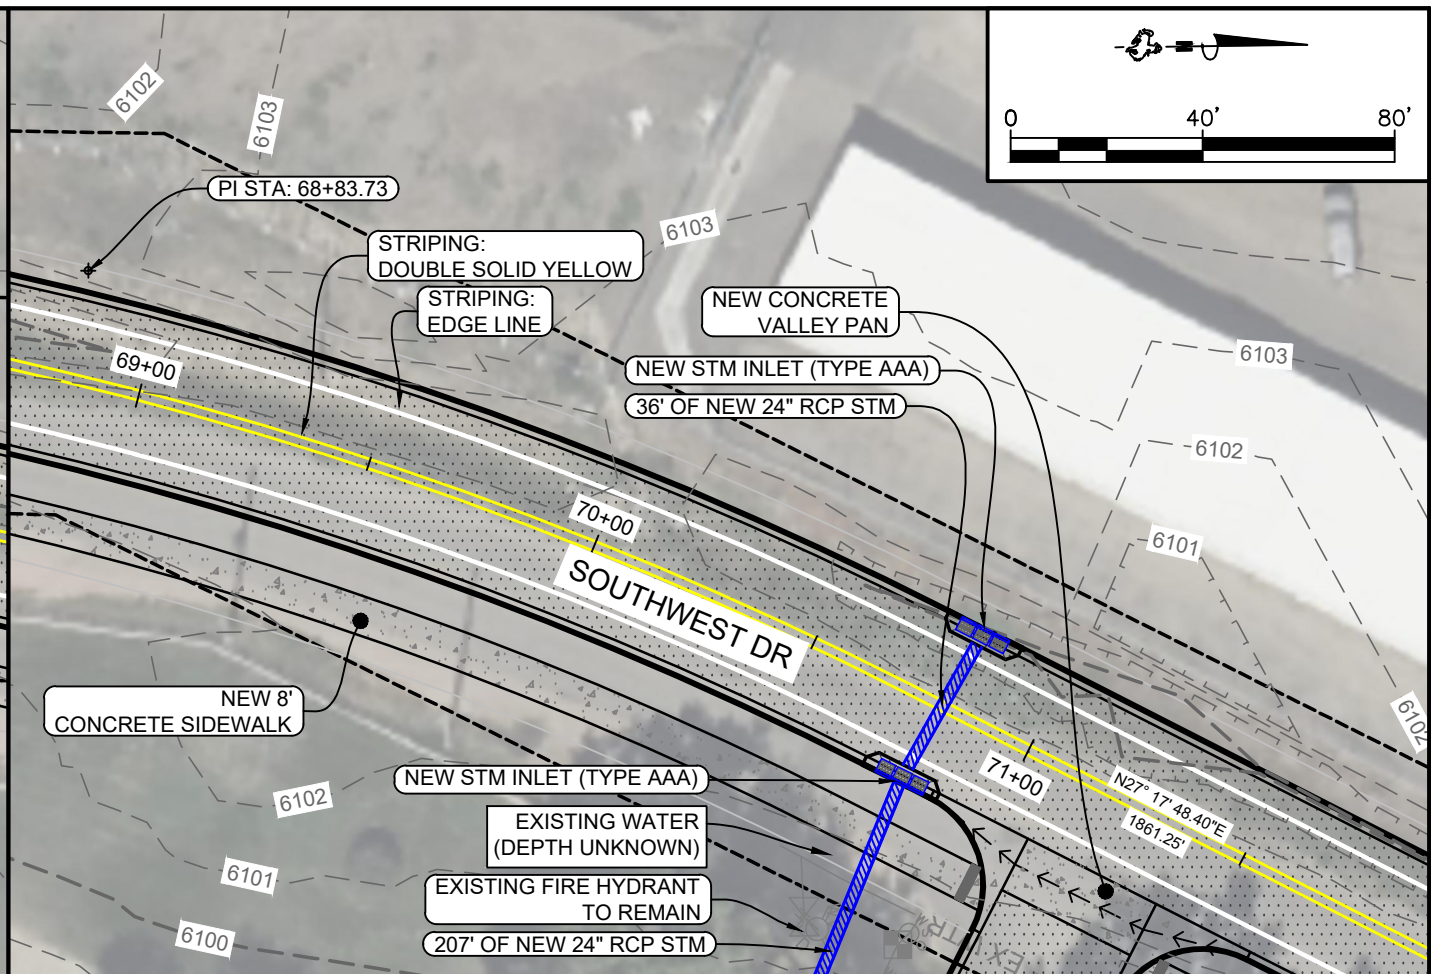 N
0 40' 80'
6102
6103
PI STA: 68+83.73
STRIPING:
DOUBLE SOLID YELLOW
6103
STRIPING:
EDGE LINE
NEW CONCRETE
VALLEY PAN
NEW STM INLET (TYPE AAA)
36' OF NEW 24" RCP STM
6103
69+00
6102
70+00
6101
SOUTHWEST DR
NEW 8'
CONCRETE SIDEWALK
6102
NEW STM INLET (TYPE AAA)
71+00
N27° 17' 48.40"E
1861.25'
6102
EXISTING WATER
(DEPTH UNKNOWN)
6101
EXISTING FIRE HYDRANT
TO REMAIN
6100
207' OF NEW 24" RCP STM